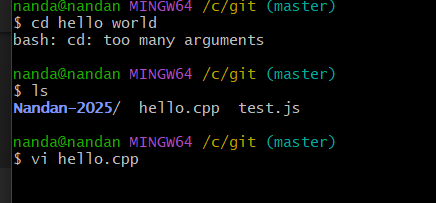 nanda@nandan MINGW64 /c/git (master)
$ cd hello world
bash: cd: too many arguments
nanda@nandan MINGW64 /c/git (master)
$ ls
Nandan-2025/  hello.cpp  test.js
nanda@nandan MINGW64 /c/git (master)
$ vi hello.cpp